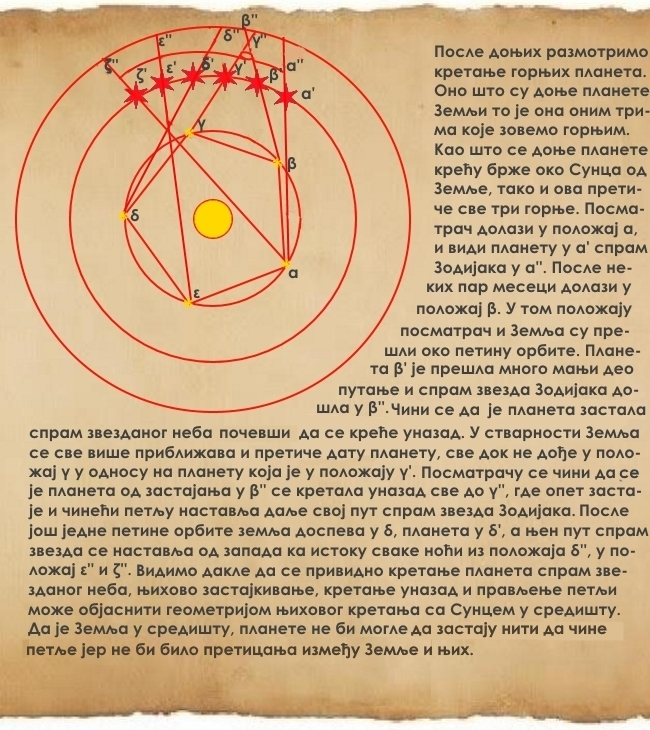 β''
δ''
ε''
γ''
ζ''
α''
ζ'
ε'
δ'
γ'
β'
α'
γ
β
δ
α
ε
После доњих размотримо
кретање горњих планета.
Оно што су доње планете
Земљи то је она оним три-
ма које зовемо горњим.
Као што се доње планете
крећу брже око Сунца од
Земље, тако и ова прети-
че све три горње. Посма-
трач долази у положај α,
и види планету у α' спрам
Зодијака у α''. После не-
ких пар месеци долази у
положај β. У том положају
посматрач и Земља су пре-
шли око петину орбите. Плане-
та β' је прешла много мањи део
путање и спрам звезда Зодијака до-
шла у β''. Чини се да је планета застала
спрам звезданог неба почевши да се креће уназад. У стварности Земља
се све више приближава и претиче дату планету, све док не дође у поло-
жај γ у односу на планету која је у положају γ'. Посматрачу се чини да се
је планета од застајања у β'' се кретала уназад све до γ'', где опет заста-
је и чинећи петљу наставља даље свој пут спрам звезда Зодијака. После
још једне петине орбите земља доспева у δ, планета у δ', а њен пут спрам
звезда се наставља од запада ка истоку сваке ноћи из положаја δ'', у по-
ложај ε'' и ζ''. Видимо дакле да се привидно кретање планета спрам зве-
зданог неба, њихово застајкивање, кретање уназад и прављење петљи
може објаснити геометријом њиховог кретања са Сунцем у средишту.
Да је Земља у средишту, планете не би могле да застају нити да чине
петље јер не би било претицања између Земље и њих.